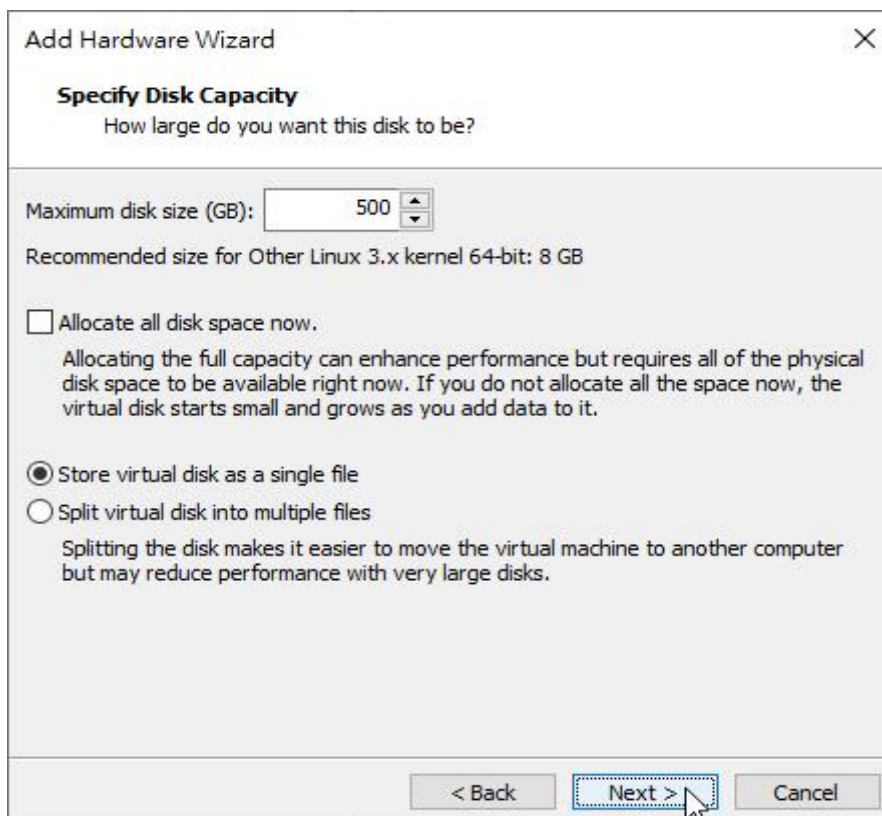 Add Hardware Wizard
Specify Disk Capacity
How large do you want this disk to be?
Maximum disk size (GB): 500
Recommended size for Other Linux 3.x kernel 64-bit: 8 GB
Allocate all disk space now.
Allocating the full capacity can enhance performance but requires all of the physical
disk space to be available right now. If you do not allocate all the space now, the
virtual disk starts small and grows as you add data to it.
Store virtual disk as a single file
Split virtual disk into multiple files
Splitting the disk makes it easier to move the virtual machine to another computer
but may reduce performance with very large disks.
< Back Next > Cancel